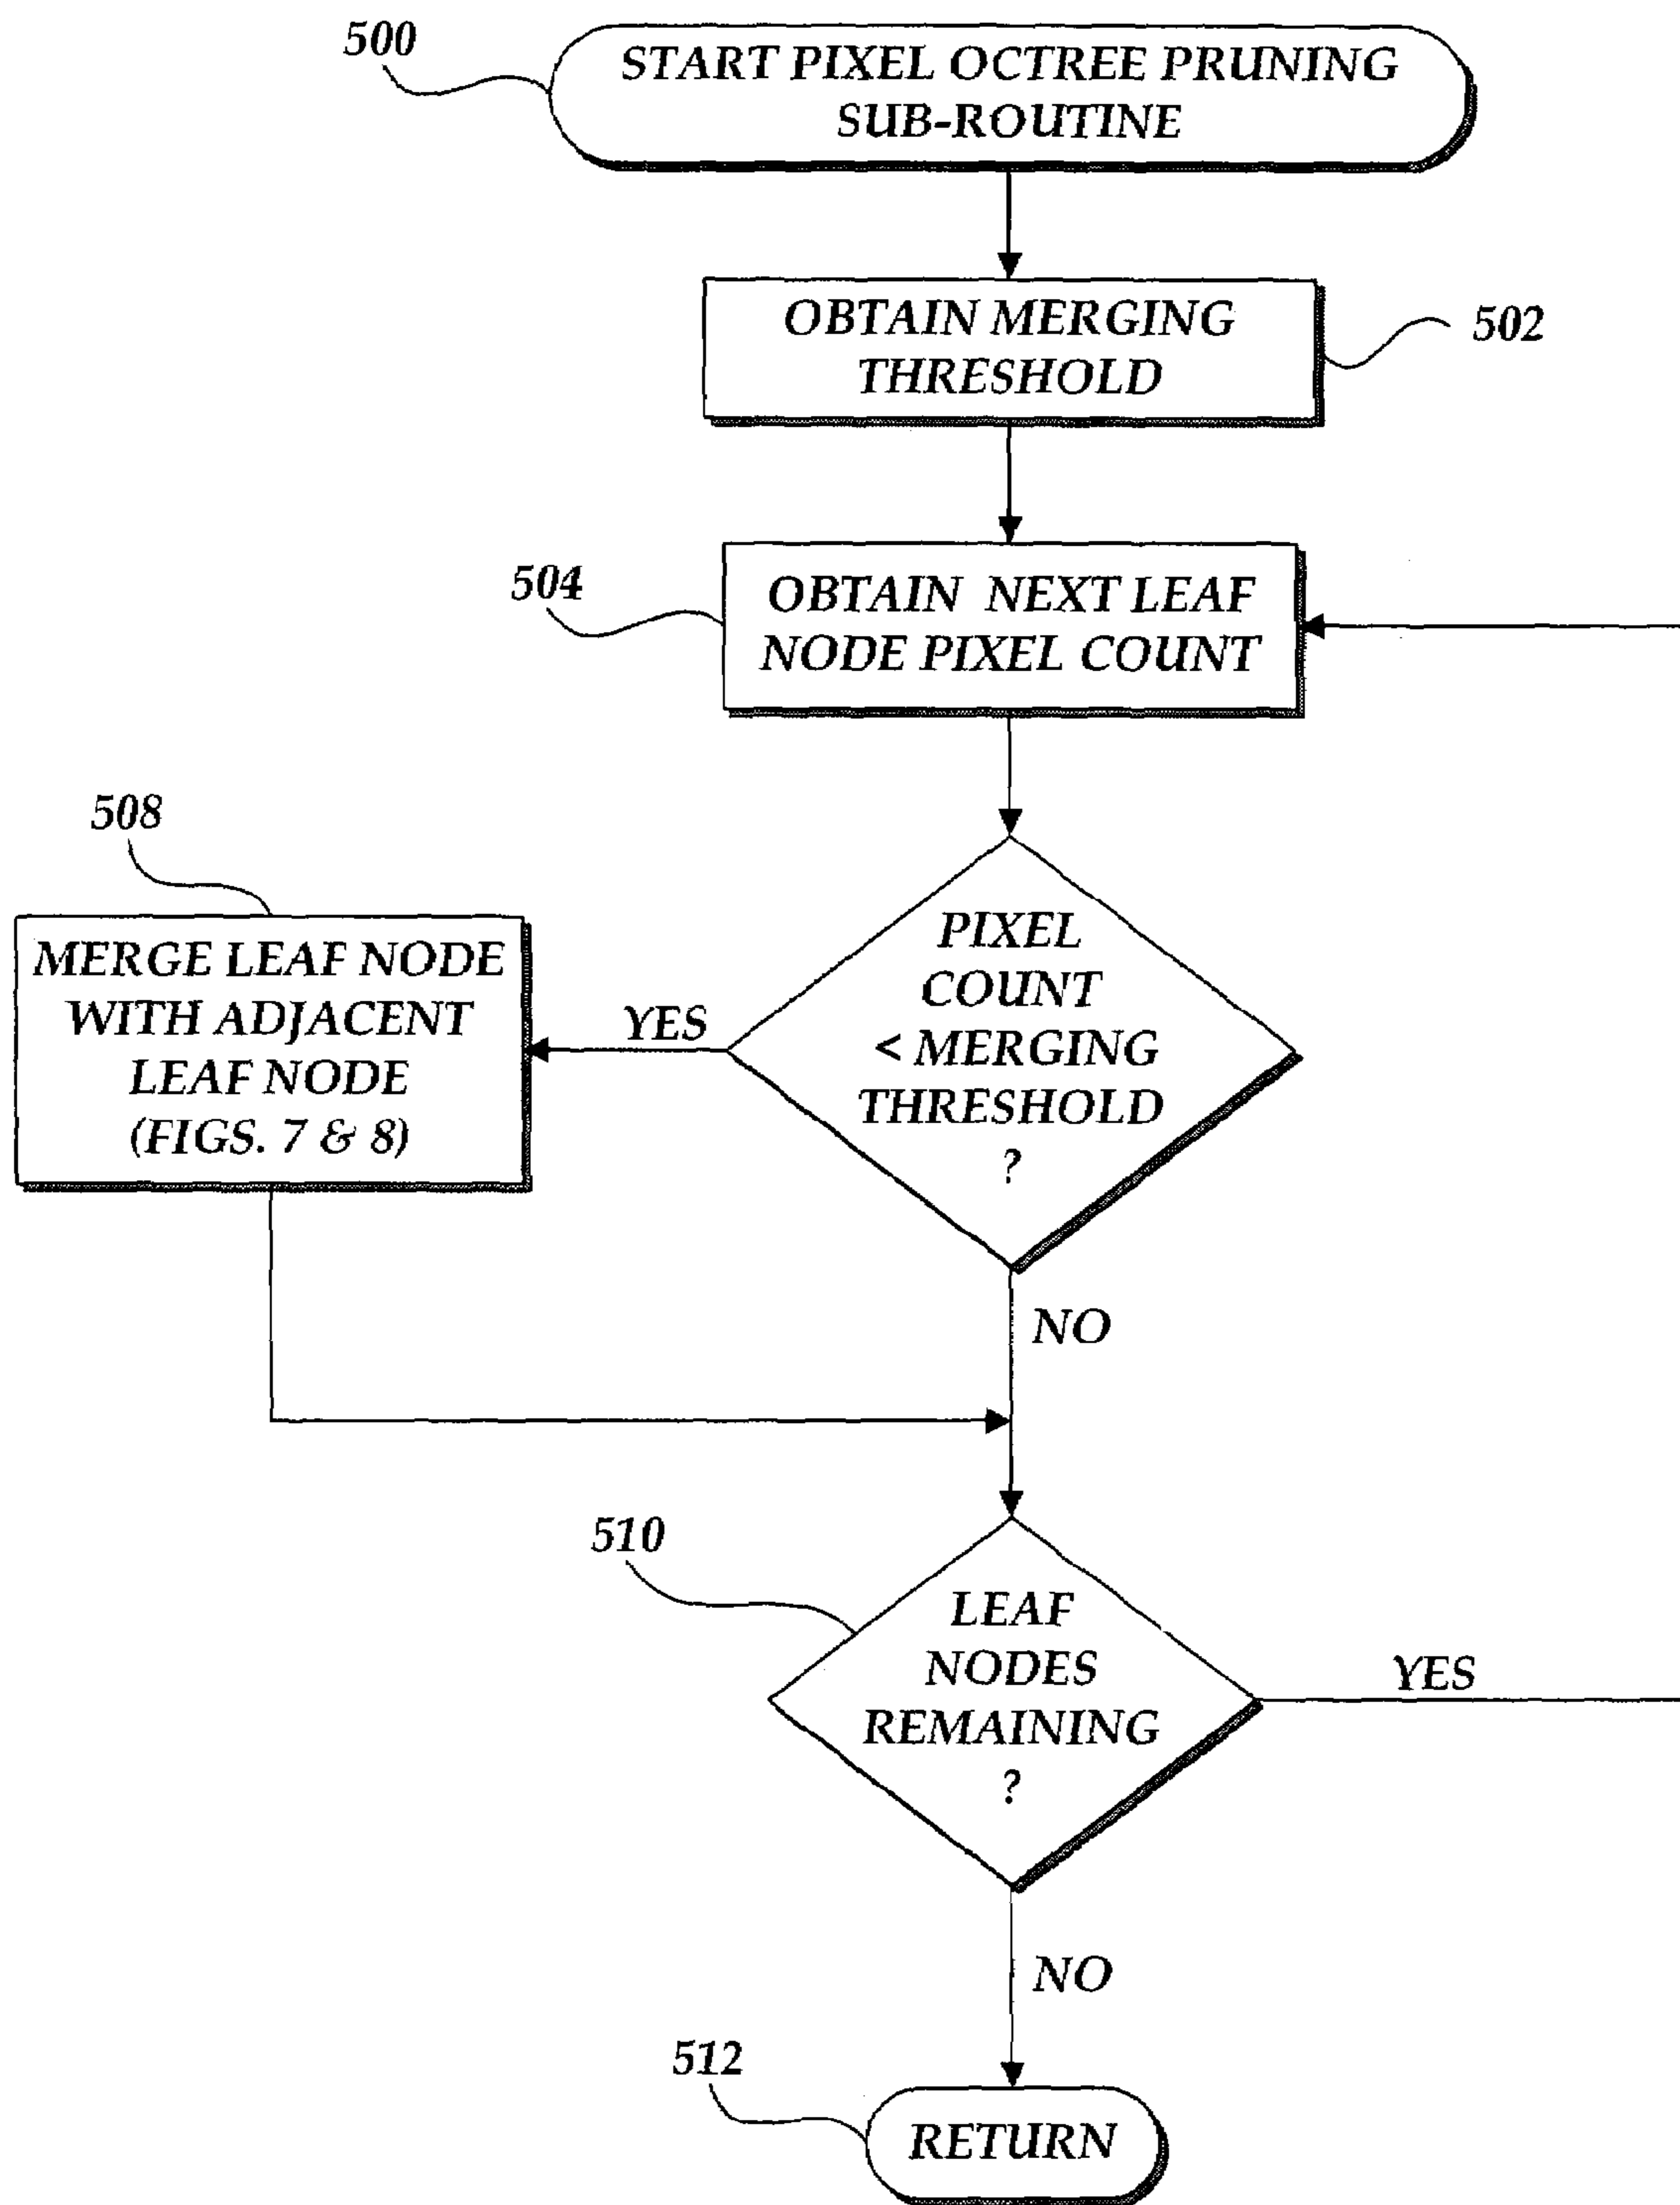 500
START PIXEL OCTREE PRUNING
SUB-ROUTINE
OBTAIN MERGING
THRESHOLD
502
504
OBTAIN NEXT LEAF
NODE PIXEL COUNT
508
MERGE LEAF NODE
WITH ADJACENT
LEAF NODE
(FIGS. 7 & 8)
YES
PIXEL
COUNT
< MERGING
THRESHOLD
?
NO
510
LEAF
NODES
REMAINING
?
YES
NO
512
RETURN